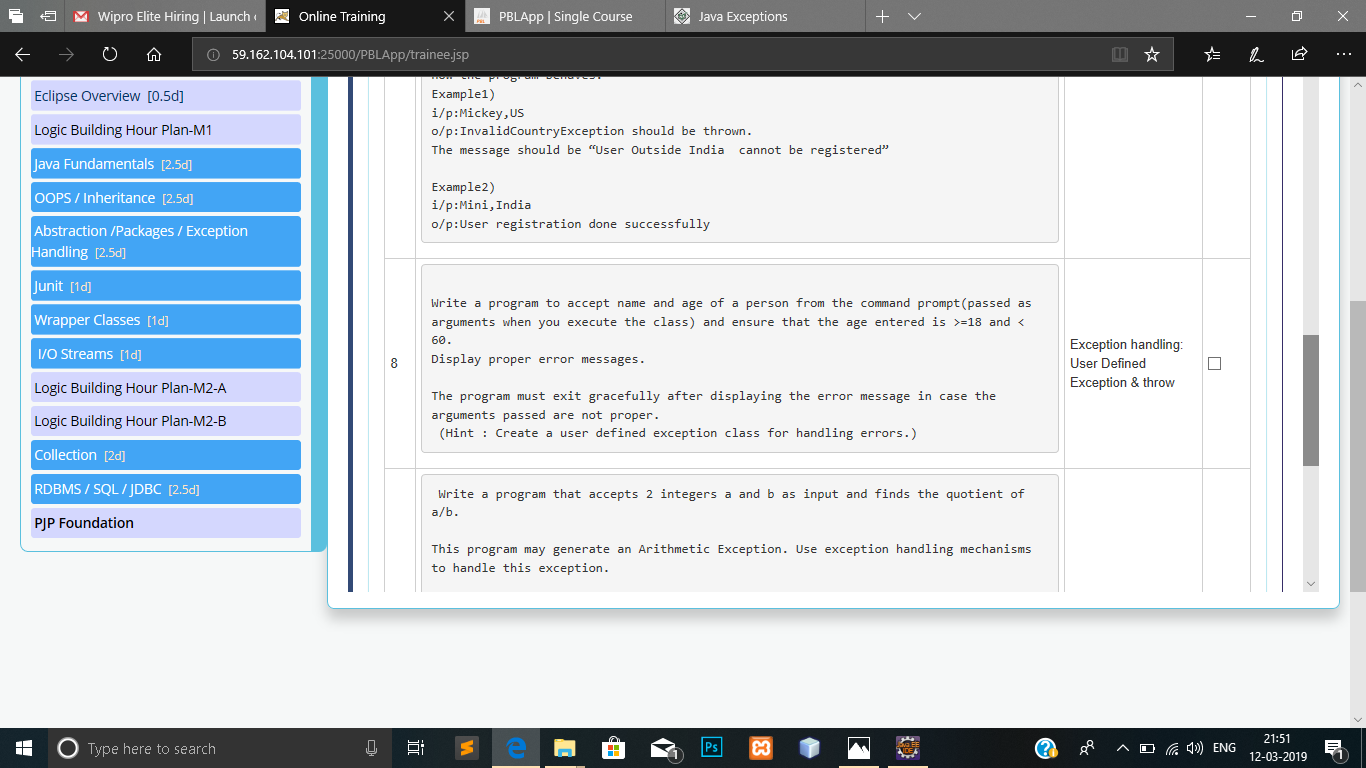 Wipro Elite Hiring | Launch
Online Training
PBLApp | Single Course
Java Exceptions
59.162.104.101:25000/PBLApp/trainee.jsp
Eclipse Overview [0.5d]
Logic Building Hour Plan-M1
Java Fundamentals [2.5d]
OOPS / Inheritance [2.5d]
Abstraction /Packages / Exception
Handling [2.5d]
Junit [1d]
Wrapper Classes [1d]
I/O Streams [1d]
Logic Building Hour Plan-M2-A
Logic Building Hour Plan-M2-B
Collection [2d]
RDBMS / SQL / JDBC [2.5d]
PJP Foundation
how the program behaves.
Example1)
i/p:Mickey,US
o/p:InvalidCountryException should be thrown.
The message should be “User Outside India  cannot be registered”
Example2)
i/p:Mini,India
o/p:User registration done successfully
8
Write a program to accept name and age of a person from the command prompt(passed as
arguments when you execute the class) and ensure that the age entered is >=18 and <
60.
Display proper error messages.
The program must exit gracefully after displaying the error message in case the
arguments passed are not proper.
(Hint : Create a user defined exception class for handling errors.)
Exception handling:
User Defined
Exception & throw
Write a program that accepts 2 integers a and b as input and finds the quotient of
a/b.
This program may generate an Arithmetic Exception. Use exception handling mechanisms
to handle this exception.
Type here to search
1
Ps
ENG
21:51
12-03-2019
1